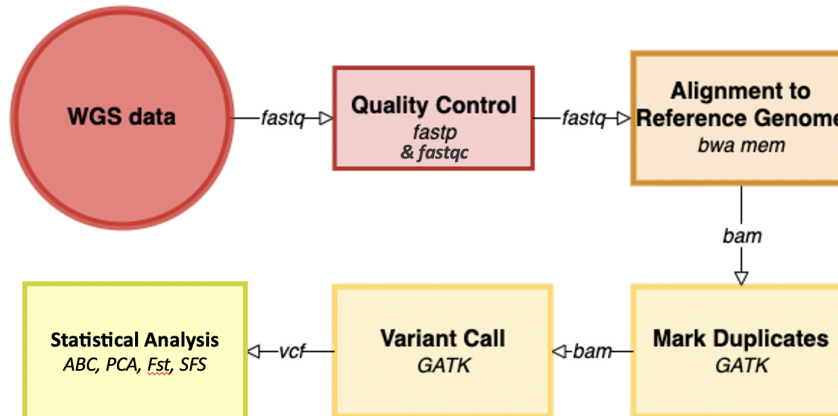 WGS data
fastq
Quality Control
fastp
& fastqc
fastq
Alignment to
Reference Genome
bwa mem
bam
Mark Duplicates
GATK
bam
Variant Call
GATK
vcf
Statistical Analysis
ABC, PCA, Fst, SFS